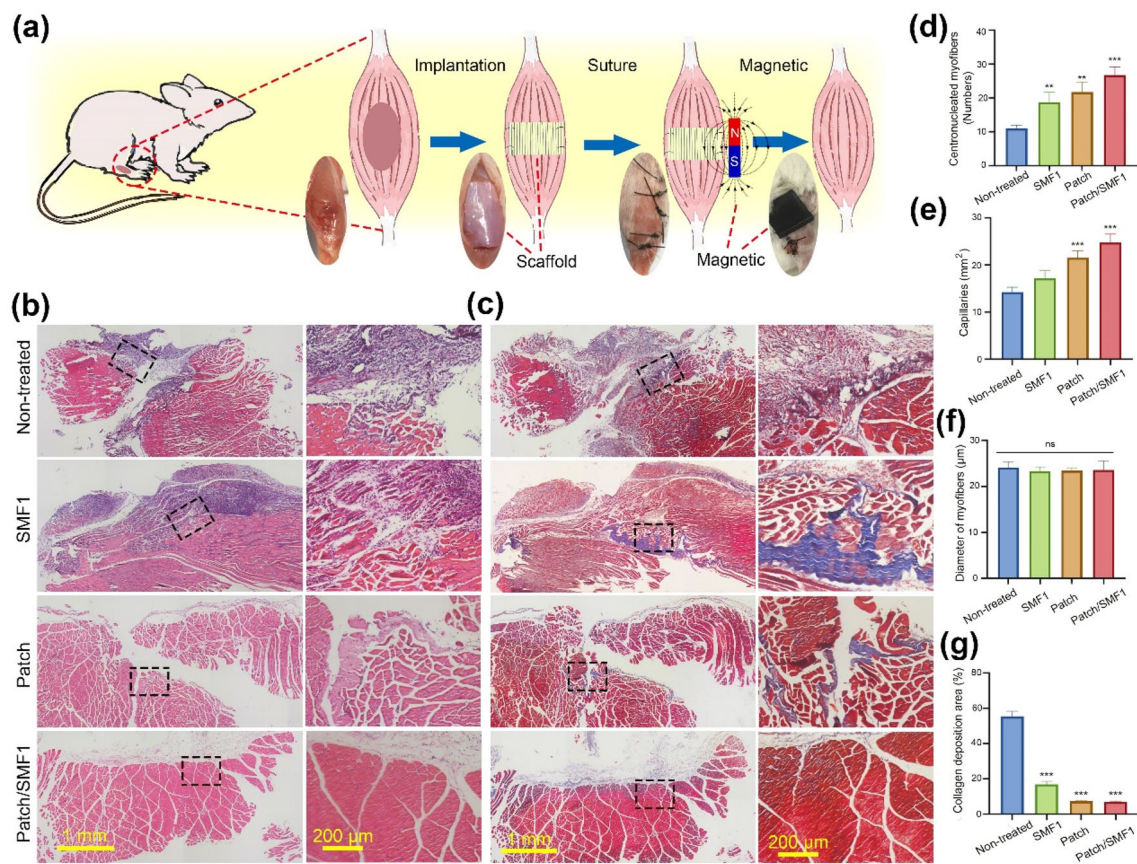 (a)
Implantation
Suture
Magnetic
N
S
Scaffold
Magnetic
(b)
(c)
Non-treated
SMF1
Patch
Patch/SMF1
1 mm
200 μm
1 mm
200 μm
(d)
Centronucleated myofibers
(Numbers)
40
30
20
10
0
**
**
***
Non-treated
SMF1
Patch
Patch/SMF1
(e)
Capillaries (mm²)
40
20
0
***
***
Non-treated
SMF1
Patch
Patch/SMF1
(f)
Diameter of myofibers (μm)
40
30
20
10
0
ns
Non-treated
SMF1
Patch
Patch/SMF1
(g)
Collagen deposition area (%)
80
60
40
20
0
***
***
***
Non-treated
SMF1
Patch
Patch/SMF1